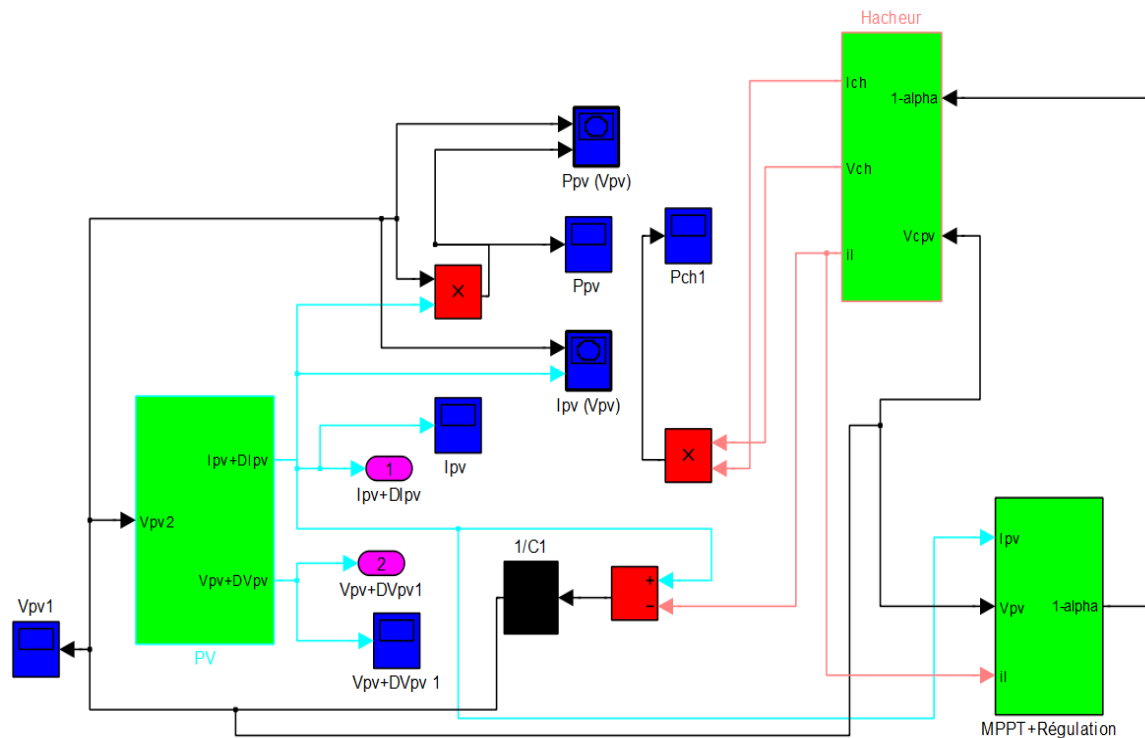 Hacheur
Ich
1-alpha
Vch
Vcpv
il
Ppv (Vpv)
Ppv
Pch1
×
Ipv (Vpv)
Ipv
×
Ipv+DIpv
1
Ipv+DIpv
Vpv2
Vpv+DVpv
2
Vpv+DVpv1
1/C1
+
−
Ipv
Vpv
1-alpha
il
MPPT+Régulation
Vpv1
PV
Vpv+DVpv 1